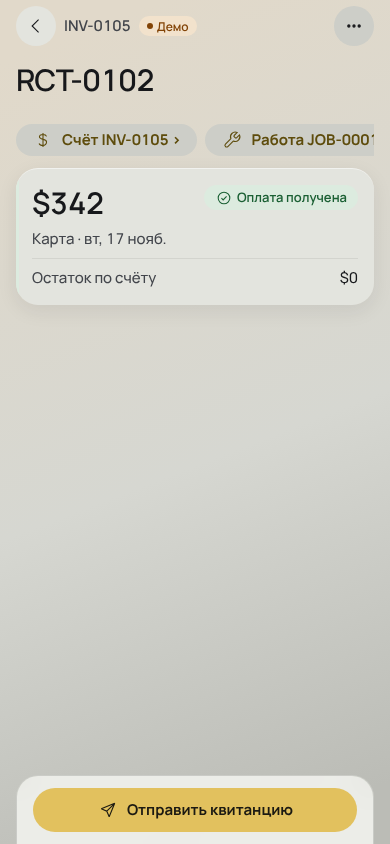 INV-0105 Демо
RCT-0102
Счёт INV-0105 › Работа JOB-0001
$342 Оплата получена
Карта · вт, 17 нояб.
Остаток по счёту $0
Отправить квитанцию